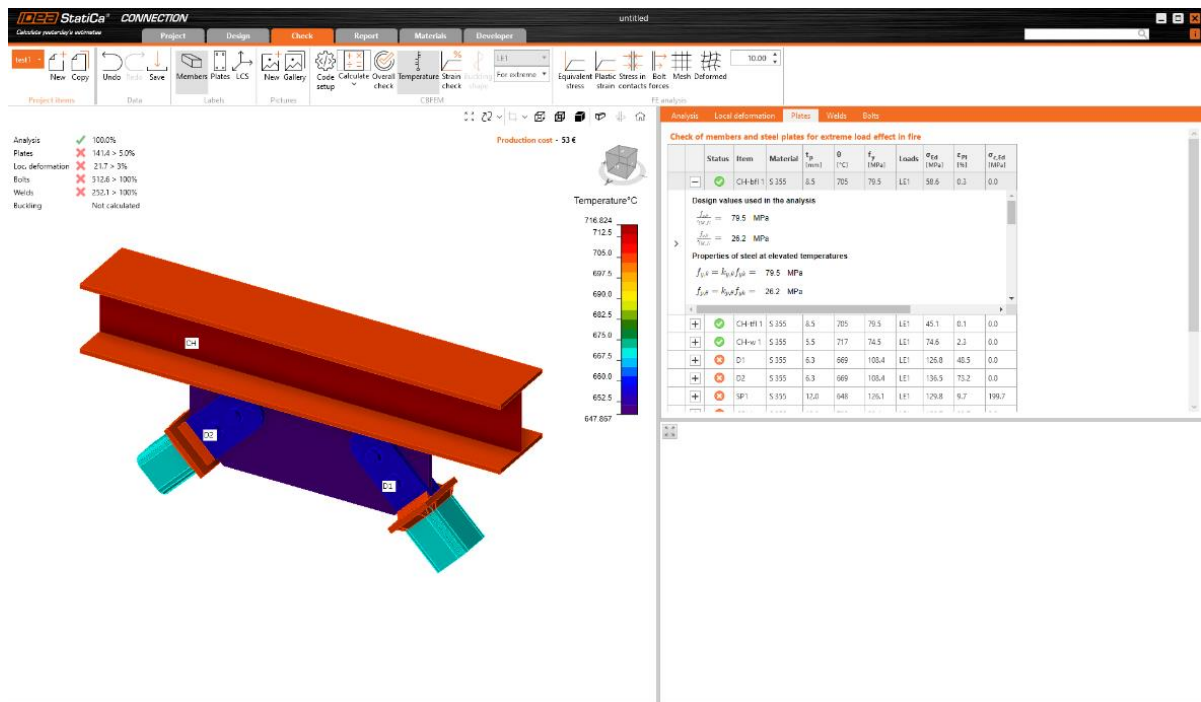 IDEA StatiCa® CONNECTION
untitled
Calculate yesterday's estimates
Project Design Check Report Materials Developer
test1
New Copy Undo Redo Save Members Plates LCS New Gallery Code setup Calculate Overall check Temperature Strain check Buckling shape
LE1
For extreme
Equivalent stress Plastic strain Stress in contacts Bolt forces Mesh Deformed
10.00
Project items Data Labels Pictures CBFEM FE analysis
Analysis 100.0%
Plates 141.4 > 5.0%
Loc. deformation 21.7 > 3%
Bolts 512.6 > 100%
Welds 252.1 > 100%
Buckling Not calculated
Production cost - 53 €
Temperature°C
716.824
712.5
705.0
697.5
690.0
682.5
675.0
667.5
660.0
652.5
647.867
CH
D2
D1
Analysis Local deformation Plates Welds Bolts
Check of members and steel plates for extreme load effect in fire
Status Item Material tp [mm] θ [°C] fy [MPa] Loads σEd [MPa] εPl [%] σc,Ed [MPa]
CH-bfl 1 S 355 8.5 705 79.5 LE1 58.6 0.3 0.0
Design values used in the analysis
= 79.5 MPa
= 26.2 MPa
Properties of steel at elevated temperatures
fy,θ = ky,θ fyk = 79.5 MPa
= 26.2 MPa
CH-tfl 1 S 355 8.5 705 79.5 LE1 45.1 0.1 0.0
CH-w 1 S 355 5.5 717 74.5 LE1 74.6 2.3 0.0
D1 S 355 6.3 669 108.4 LE1 126.8 48.5 0.0
D2 S 355 6.3 669 108.4 LE1 136.5 73.2 0.0
SP1 S 355 12.0 648 126.1 LE1 129.8 9.7 199.7